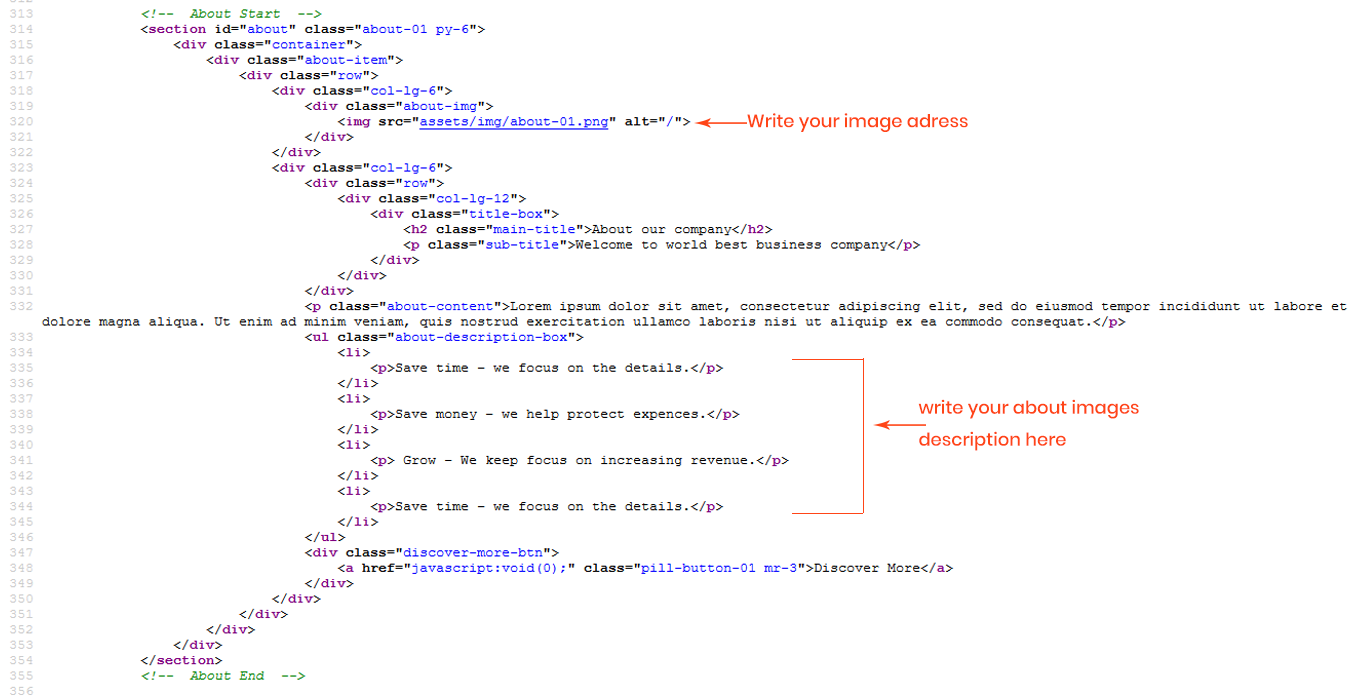 312
313 <!--  About Start  -->
314 <section id="about" class="about-01 py-6">
315 <div class="container">
316 <div class="about-item">
317 <div class="row">
318 <div class="col-lg-6">
319 <div class="about-img">
320 <img src="assets/img/about-01.png" alt="/"> Write your image adress
321 </div>
322 </div>
323 <div class="col-lg-6">
324 <div class="row">
325 <div class="col-lg-12">
326 <div class="title-box">
327 <h2 class="main-title">About our company</h2>
328 <p class="sub-title">Welcome to world best business company</p>
329 </div>
330 </div>
331 </div>
332 <p class="about-content">Lorem ipsum dolor sit amet, consectetur adipiscing elit, sed do eiusmod tempor incididunt ut labore et
dolore magna aliqua. Ut enim ad minim veniam, quis nostrud exercitation ullamco laboris nisi ut aliquip ex ea commodo consequat.</p>
333 <ul class="about-description-box">
334 <li>
335 <p>Save time - we focus on the details.</p>
336 </li>
337 <li>
338 <p>Save money - we help protect expences.</p>
339 </li>
340 <li>
341 <p> Grow - We keep focus on increasing revenue.</p>
342 </li>
343 <li>
344 <p>Save time - we focus on the details.</p>
345 </li>
write your about images
description here
346 </ul>
347 <div class="discover-more-btn">
348 <a href="javascript:void(0);" class="pill-button-01 mr-3">Discover More</a>
349 </div>
350 </div>
351 </div>
352 </div>
353 </div>
354 </section>
355 <!--  About End  -->
356